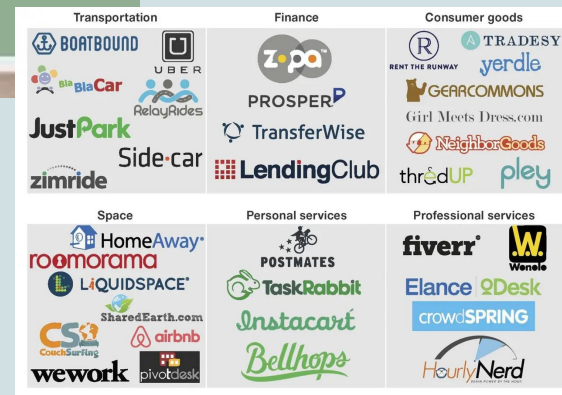 Transportation
BOATBOUND
UBER
BlaBlaCar
RelayRides
JustPark
Side·car
zimride
Finance
zopa™
PROSPER
TransferWise
LendingClub
Consumer goods
RENT THE RUNWAY
TRADESY
yerdle
GEARCOMMONS
Girl Meets Dress.com
NeighborGoods
thredUP
pley
Space
HomeAway
roomorama
LiQUIDSPACE
SharedEarth.com
CS
CouchSurfing
airbnb
wework
pivotdesk
Personal services
POSTMATES
TaskRabbit
Instacart
Bellhops
Professional services
fiverr
W.
Wonolo
Elance
oDesk
crowdSPRING
HourlyNerd